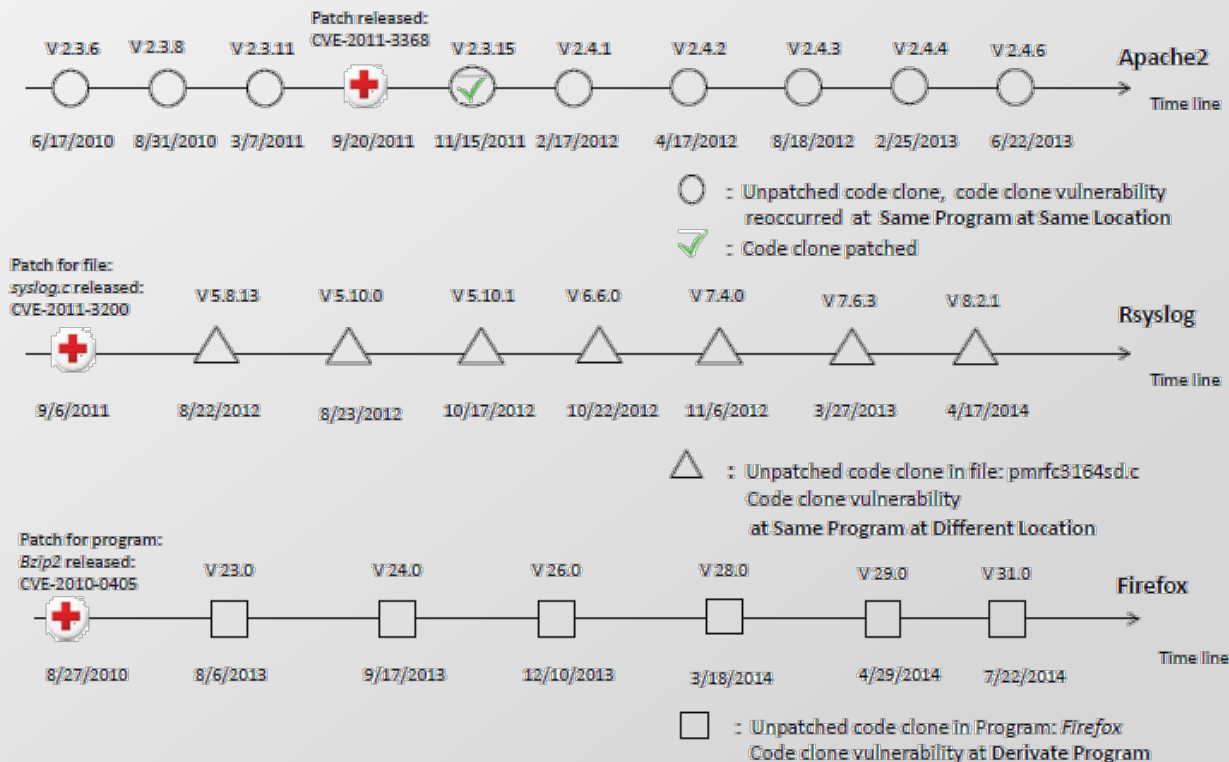 Patch released:
CVE-2011-3368
V 2.3.6 V 2.3.8 V 2.3.11 V 2.3.15 V 2.4.1 V 2.4.2 V 2.4.3 V 2.4.4 V 2.4.6
Apache2
Time line
6/17/2010 8/31/2010 3/7/2011 9/20/2011 11/15/2011 2/17/2012 4/17/2012 8/18/2012 2/25/2013 6/22/2013
: Unpatched code clone, code clone vulnerability
reoccurred at Same Program at Same Location
: Code clone patched
Patch for file:
syslog.c released:
CVE-2011-3200
V 5.8.13 V 5.10.0 V 5.10.1 V 6.6.0 V 7.4.0 V 7.6.3 V 8.2.1
Rsyslog
Time line
9/6/2011 8/22/2012 8/23/2012 10/17/2012 10/22/2012 11/6/2012 3/27/2013 4/17/2014
: Unpatched code clone in file: pmrfc3164sd.c
Code clone vulnerability
at Same Program at Different Location
Patch for program:
Bzip2 released:
CVE-2010-0405
V 23.0 V 24.0 V 26.0 V 28.0 V 29.0 V 31.0
Firefox
Time line
8/27/2010 8/6/2013 9/17/2013 12/10/2013 3/18/2014 4/29/2014 7/22/2014
: Unpatched code clone in Program: Firefox
Code clone vulnerability at Derivate Program